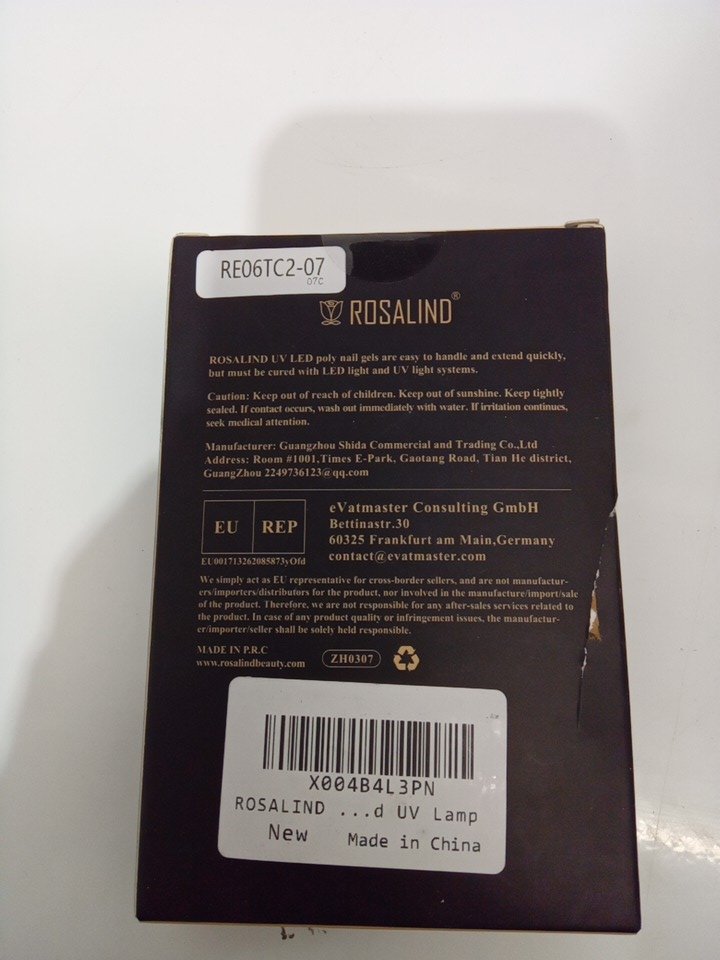 RE06TC2-07
07C
ROSALIND®
ROSALIND UV LED poly nail gels are easy to handle and extend quickly,
but must be cured with LED light and UV light systems.
Caution: Keep out of reach of children. Keep out of sunshine. Keep tightly
sealed. If contact occurs, wash out immediately with water. If irritation continues,
seek medical attention.
Manufacturer: Guangzhou Shida Commercial and Trading Co.,Ltd
Address: Room #1001,Times E-Park, Gaotang Road, Tian He district,
GuangZhou 2249736123@qq.com
EU REP
EU001713262085873yOfd
eVatmaster Consulting GmbH
Bettinastr.30
60325 Frankfurt am Main,Germany
contact@evatmaster.com
We simply act as EU representative for cross-border sellers, and are not manufactur-
ers/importers/distributors for the product, nor involved in the manufacture/import/sale
of the product. Therefore, we are not responsible for any after-sales services related to
the product. In case of any product quality or infringement issues, the manufactur-
er/importer/seller shall be solely held responsible.
MADE IN P.R.C
www.rosalindbeauty.com
ZH0307
X004B4L3PN
ROSALIND ...d UV Lamp
New Made in China